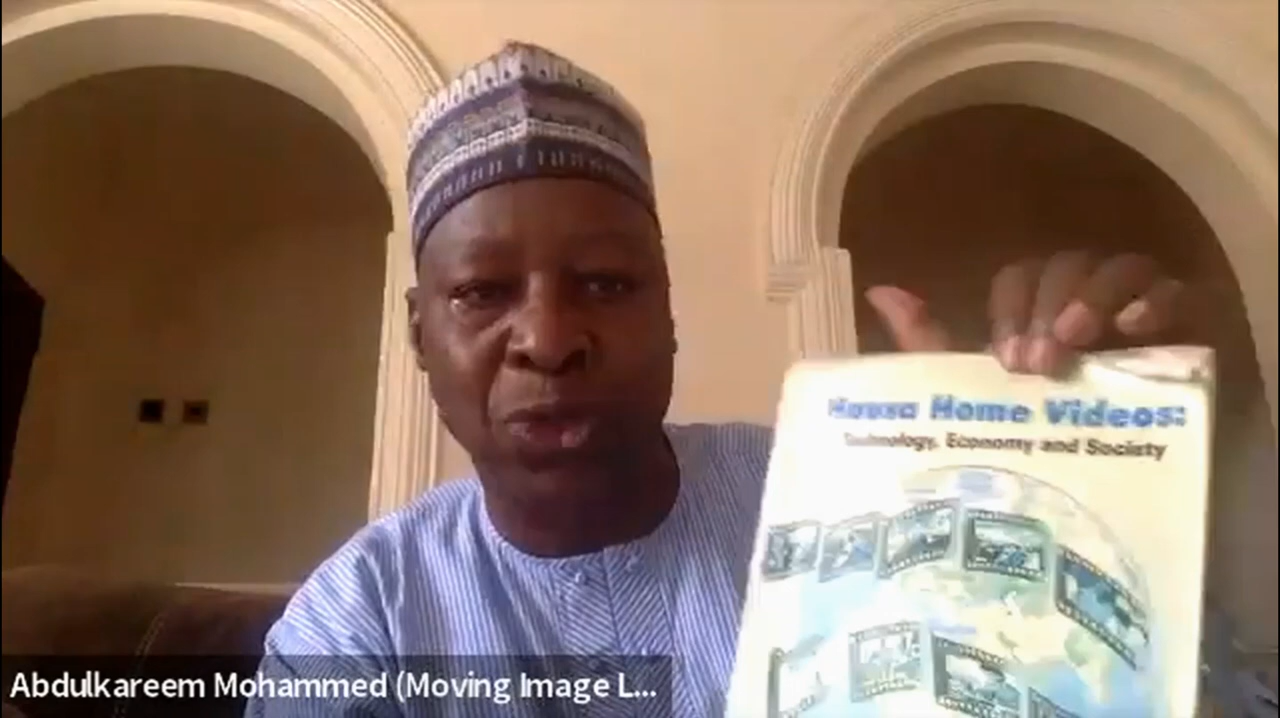 Hausa Home Videos:
Technology, Economy and Society
Abdulkareem Mohammed (Moving Image L...